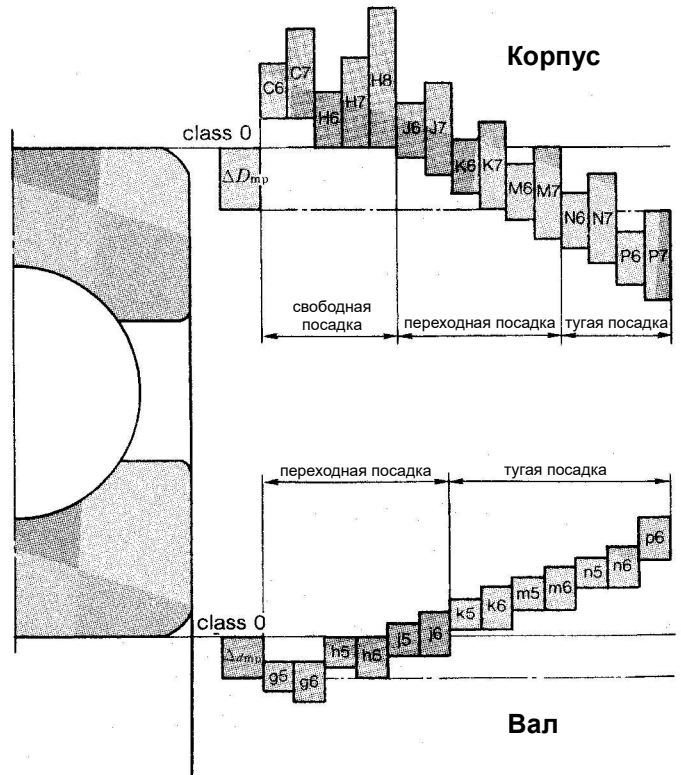 Корпус
C6 C7 H6 H7 H8 J6 J7 K6 K7 M6 M7 N6 N7 P6 P7
class 0
ΔDmp
свободная посадка
переходная посадка
тугая посадка
переходная посадка
тугая посадка
class 0
Δdmp
g5 g6 h5 h6 j5 j6 k5 k6 m5 m6 n5 n6 p6
Вал